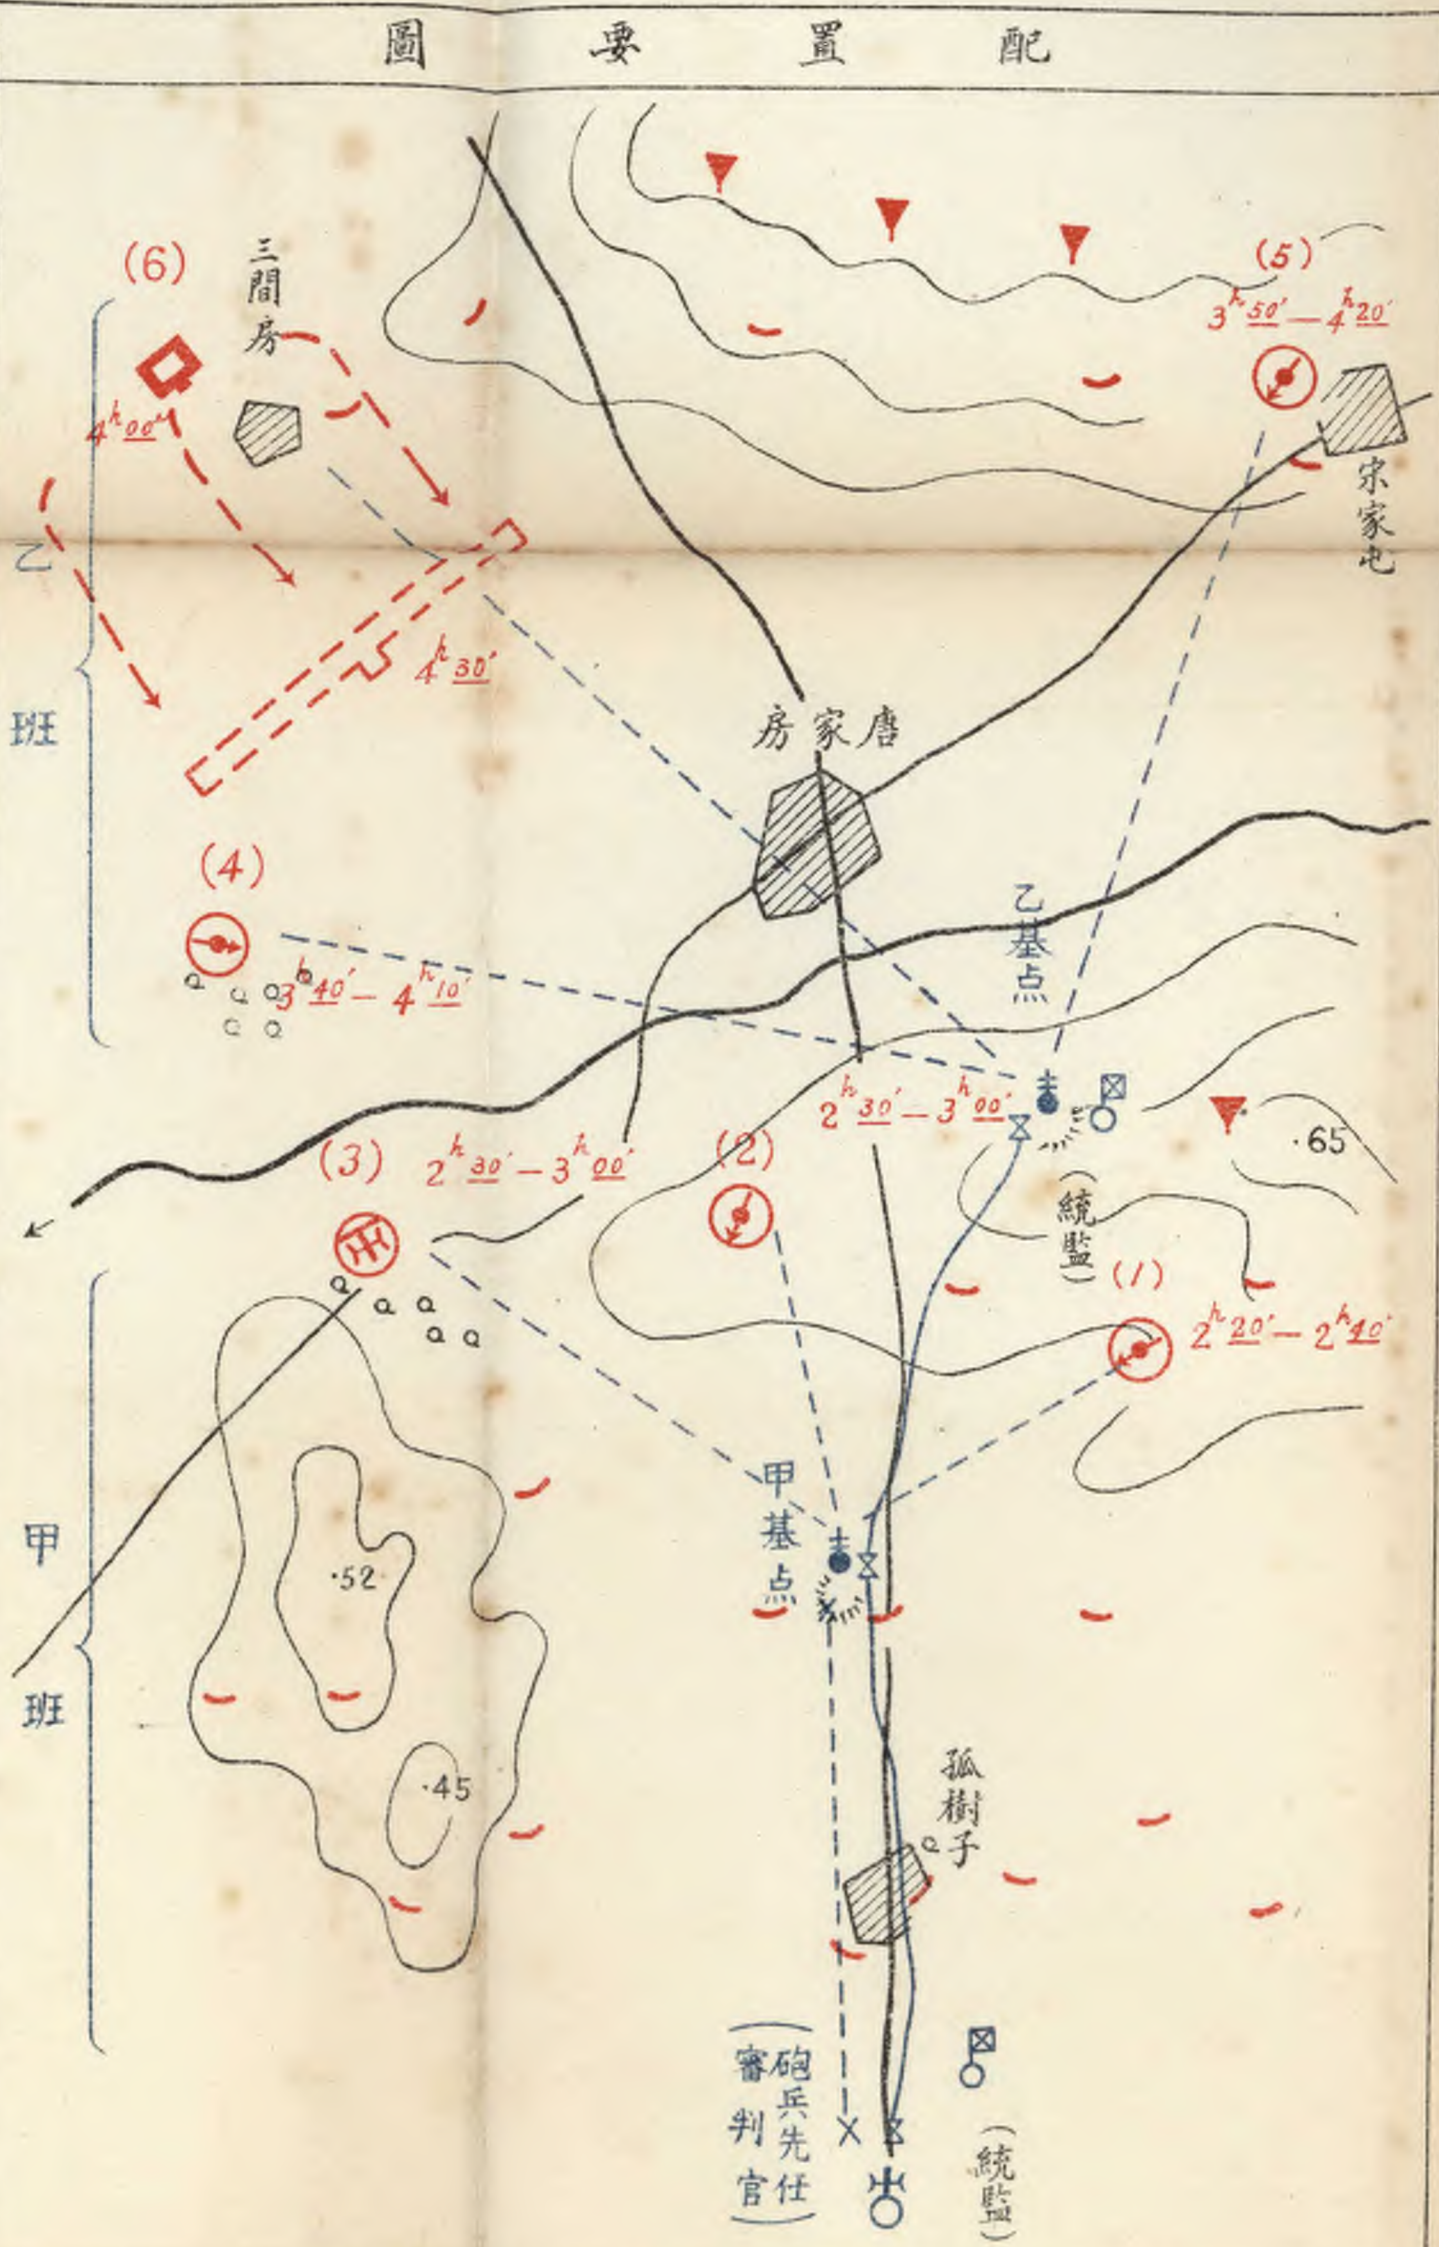 配置要圖
(6)
三間房
4ʰ00′
(5)
3ʰ50′—4ʰ20′
宋家屯
乙班
4ʰ30′
唐家房
(4)
3ʰ40′—4ʰ10′
乙基点
2ʰ30′—3ʰ00′
(2)
(3)
2ʰ30′—3ʰ00′
·65
(統監)
(1)
2ʰ20′—2ʰ40′
甲基点
甲班
·52
·45
孤樹子
(砲兵先任
審判官)
(統監)